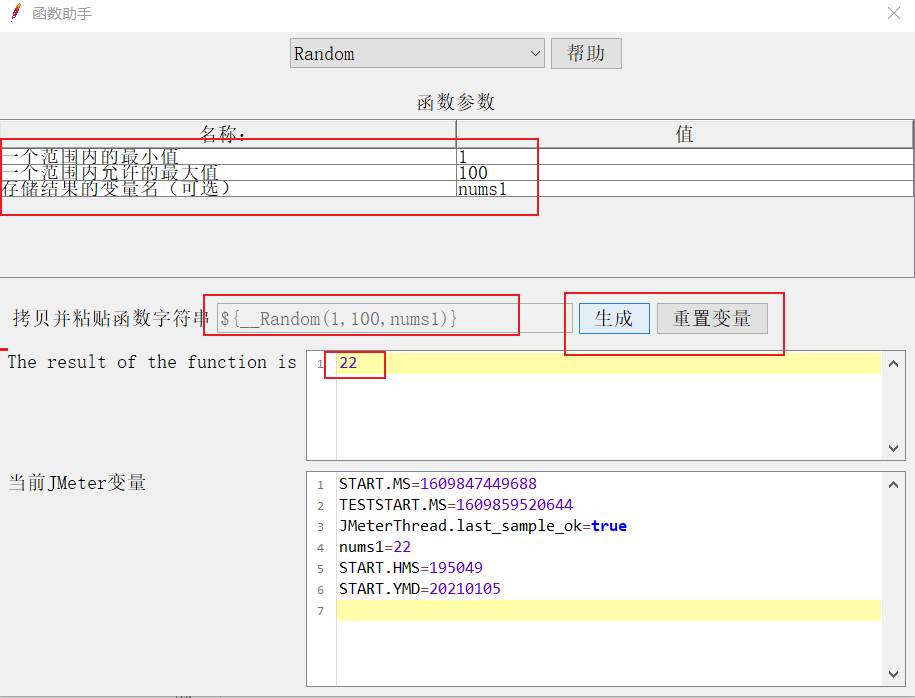 函数助手
Random 帮助
函数参数
名称: 值
一个范围内的最小值 1
一个范围内允许的最大值 100
存储结果的变量名（可选） nums1
拷贝并粘贴函数字符串 ${__Random(1,100,nums1)} 生成 重置变量
The result of the function is 1 22
当前JMeter变量
1 START.MS=1609847449688
2 TESTSTART.MS=1609859520644
3 JMeterThread.last_sample_ok=true
4 nums1=22
5 START.HMS=195049
6 START.YMD=20210105
7